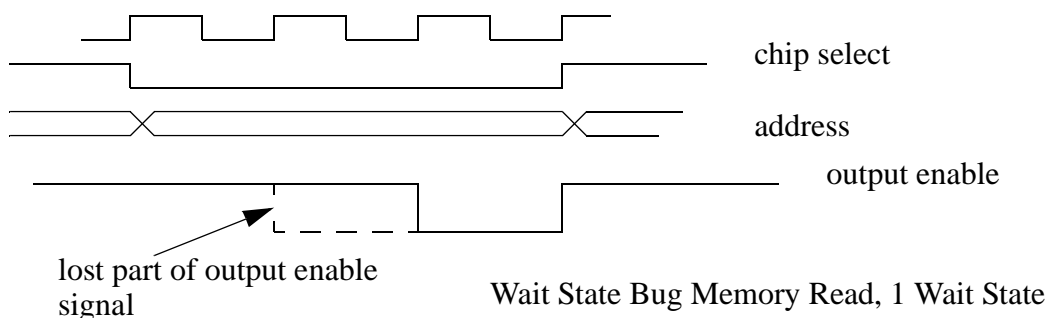 chip select
address
output enable
lost part of output enable
signal
Wait State Bug Memory Read, 1 Wait State